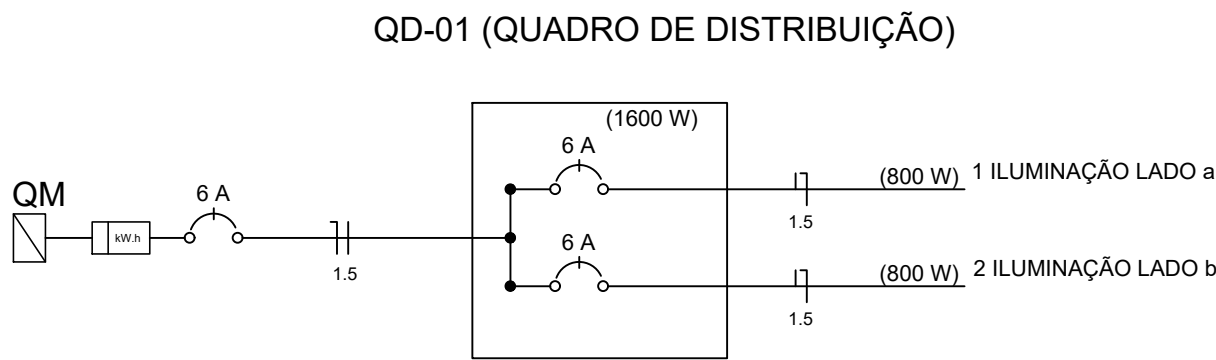 QD-01 (QUADRO DE DISTRIBUIÇÃO)
(1600 W)
6 A
(800 W) 1 ILUMINAÇÃO LADO a
1.5
QM
6 A
kW.h
1.5
6 A
(800 W) 2 ILUMINAÇÃO LADO b
1.5